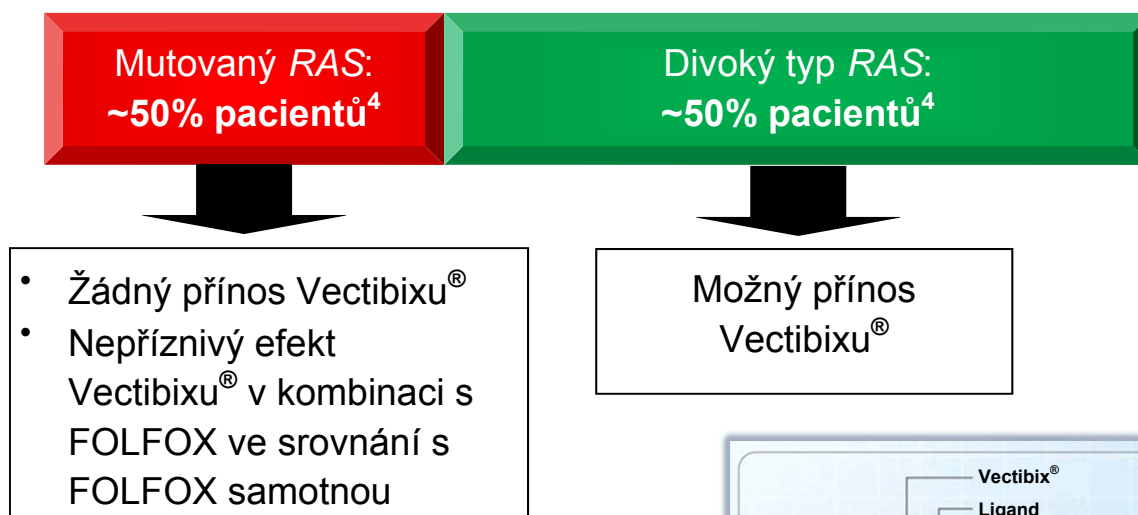 Mutovaný RAS:
~50% pacientů⁴
Divoký typ RAS:
~50% pacientů⁴
• Žádný přínos Vectibixu®
• Nepříznivý efekt
Vectibixu® v kombinaci s
FOLFOX ve srovnání s
FOLFOX samotnou
Možný přínos
Vectibixu®
Vectibix®
Ligand